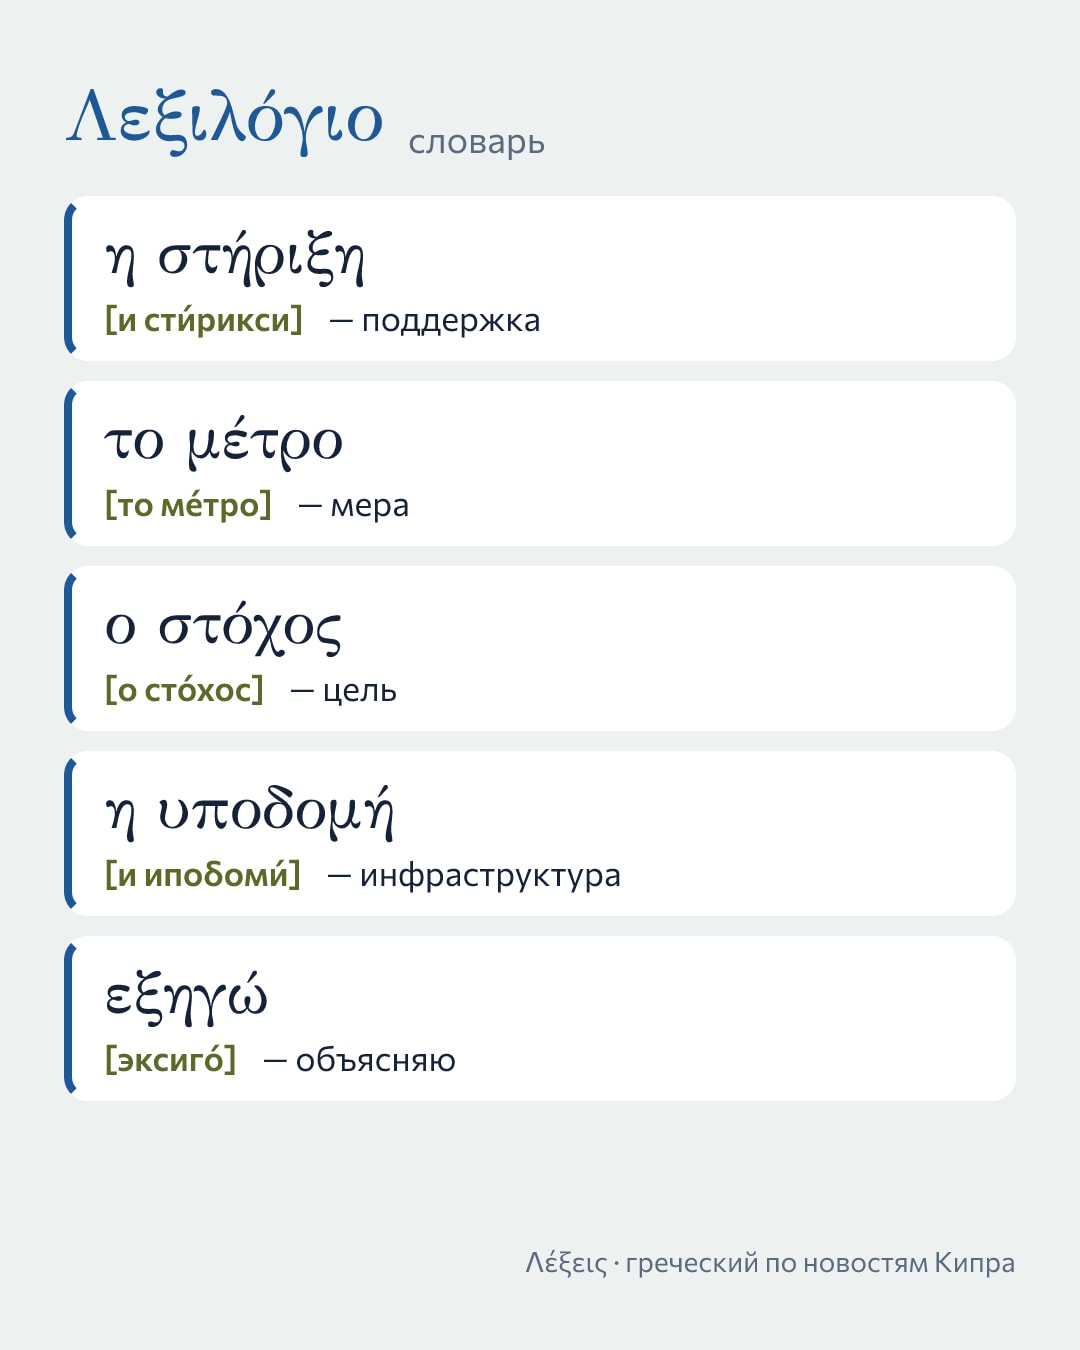 Λεξιλόγιο словарь
η στήριξη
[и сти́рикси] — поддержка
το μέτρο
[то ме́тро] — мера
ο στόχος
[о сто́хос] — цель
η υποδομή
[и иподоми́] — инфраструктура
εξηγώ
[эксиго́] — объясняю
Λέξεις · греческий по новостям Кипра